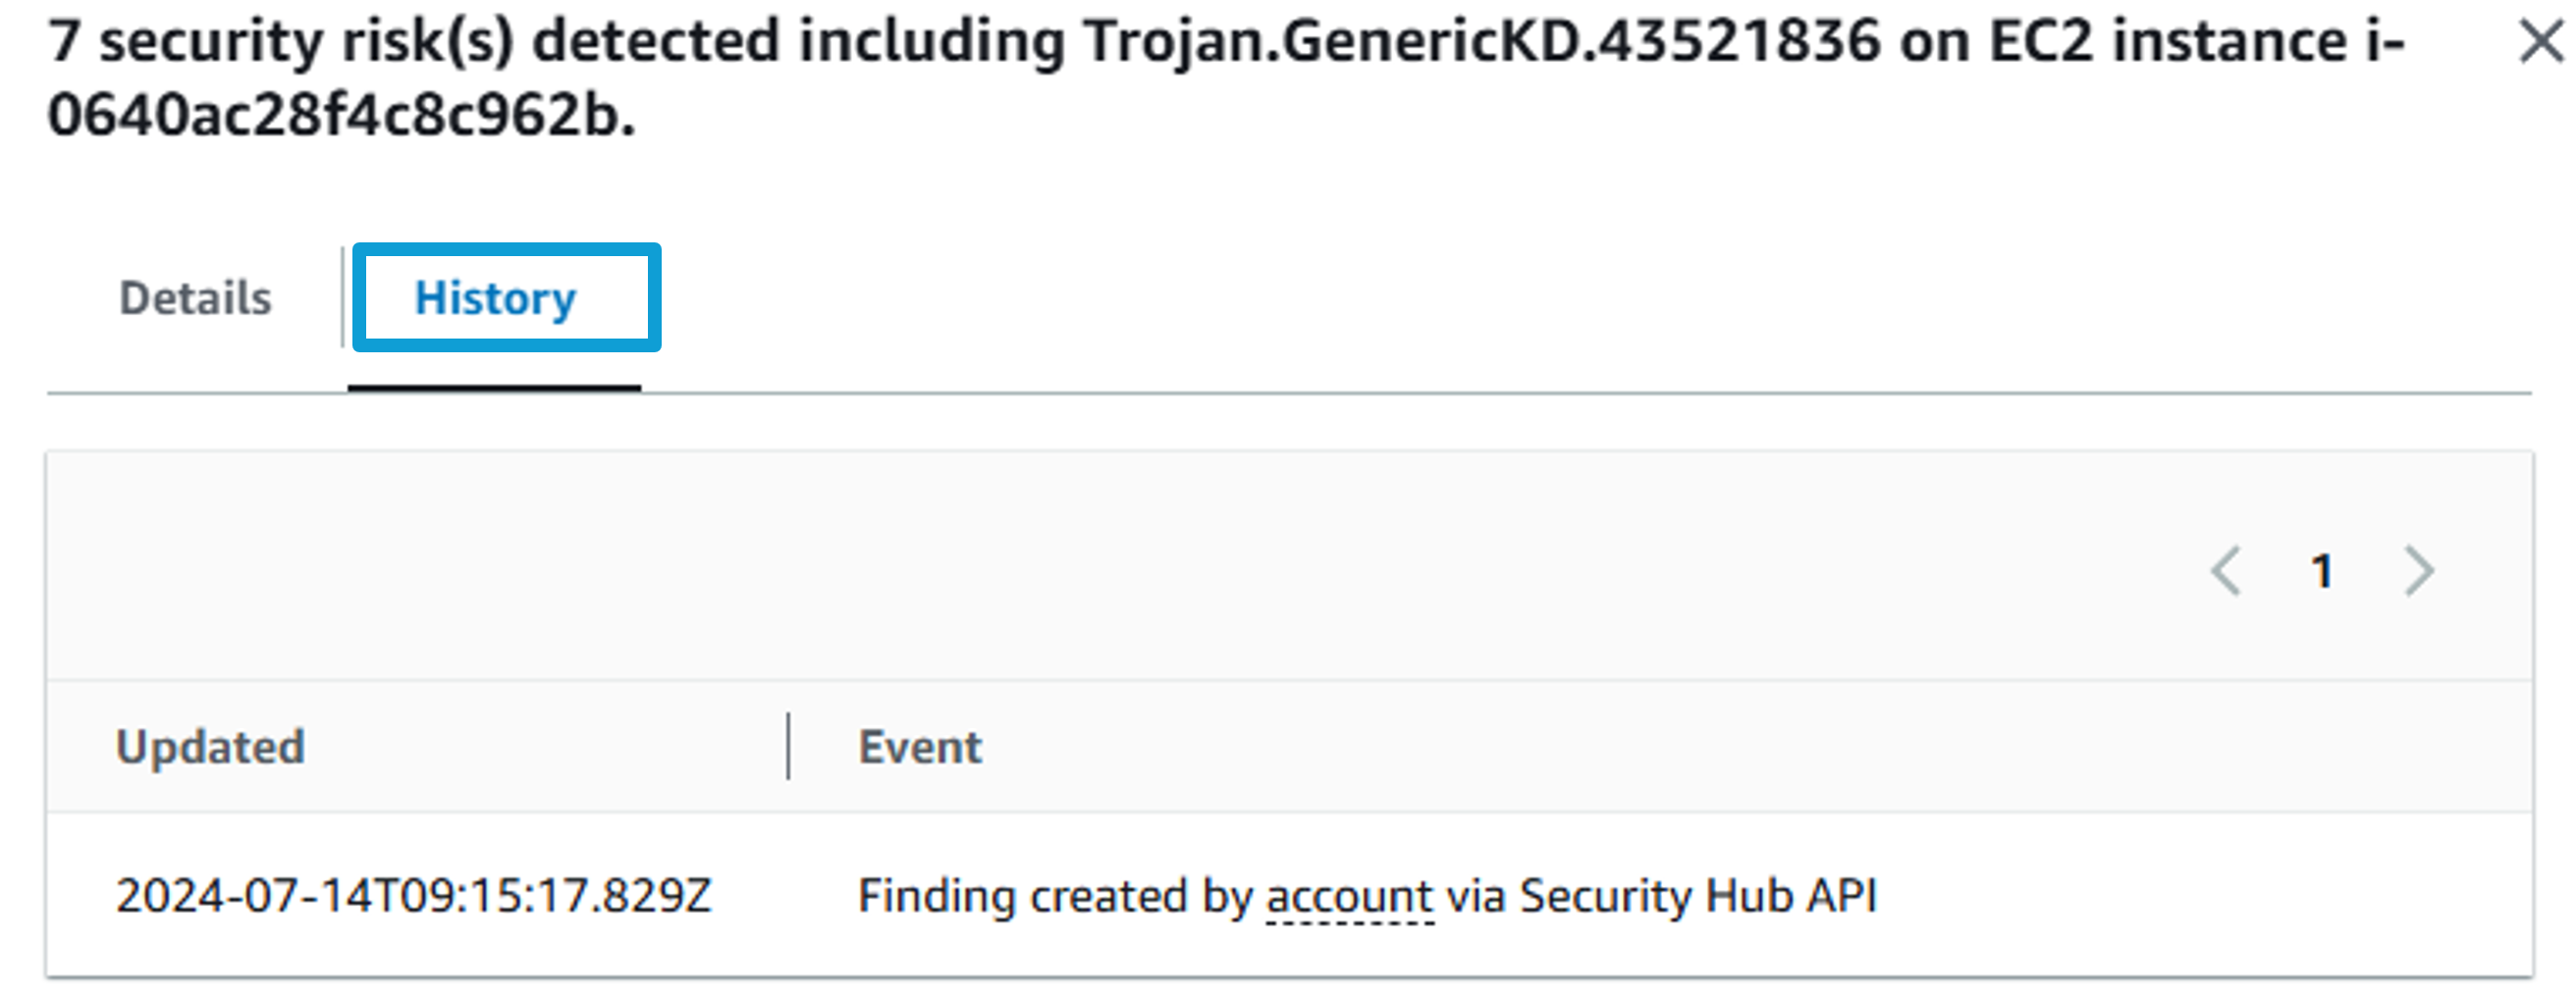 7 security risk(s) detected including Trojan.GenericKD.43521836 on EC2 instance i-
0640ac28f4c8c962b.
Details
History
1
Updated
Event
2024-07-14T09:15:17.829Z
Finding created by account via Security Hub API